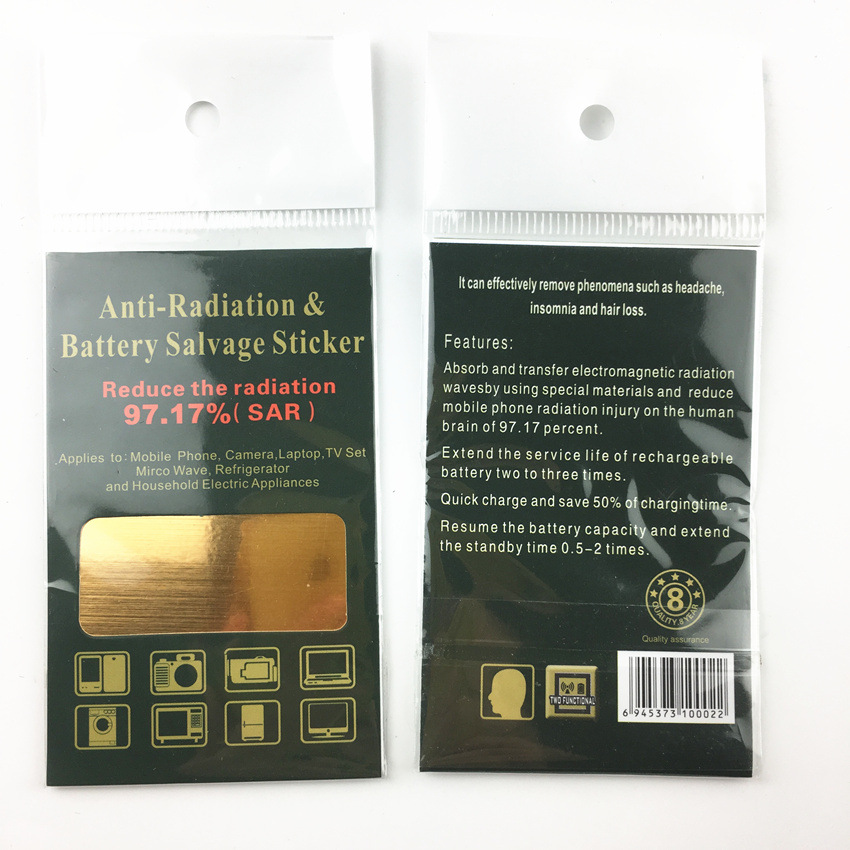 Anti-Radiation &
Battery Salvage Sticker
Reduce the radiation
97.17%( SAR )
Applies to: Mobile Phone, Camera,Laptop,TV Set
Mirco Wave, Refrigerator
and Household Electric Appliances
It can effectively remove phenomena such as headache,
insomnia and hair loss.
Features:
Absorb and transfer electromagnetic radiation
wavesby using special materials and reduce
mobile phone radiation injury on the human
brain of 97.17 percent.
Extend the service life of rechargeable
battery two to three times.
Quick charge and save 50% of chargingtime.
Resume the battery capacity and extend
the standby time 0.5-2 times.
8
QUALITY.8.YEAR
Quality assurance
TWO FUNCTIONAL
6 945373 100022